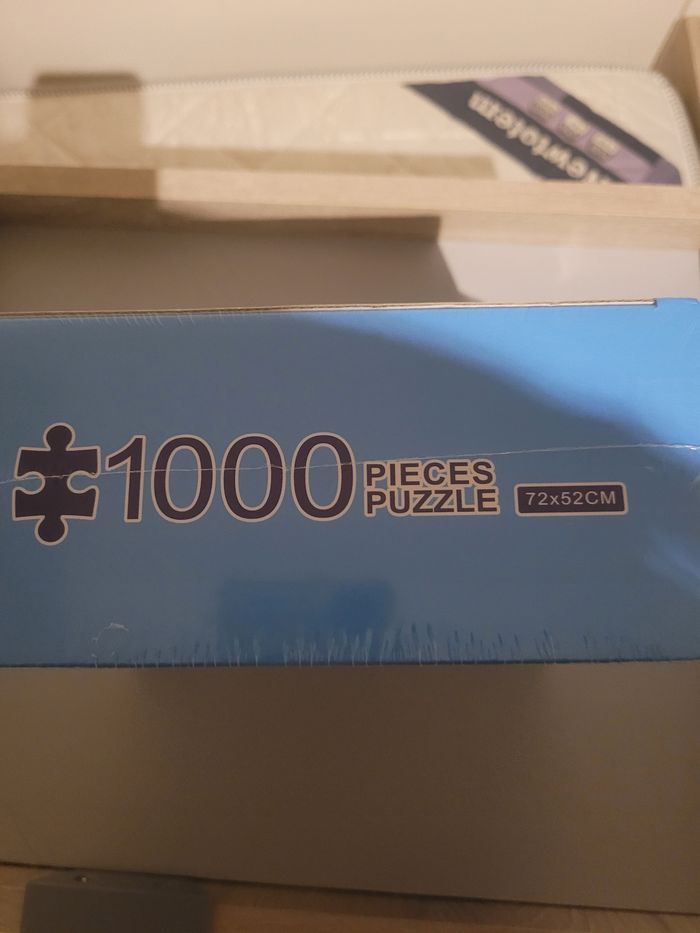 1000
PIECES
PUZZLE
72x52CM